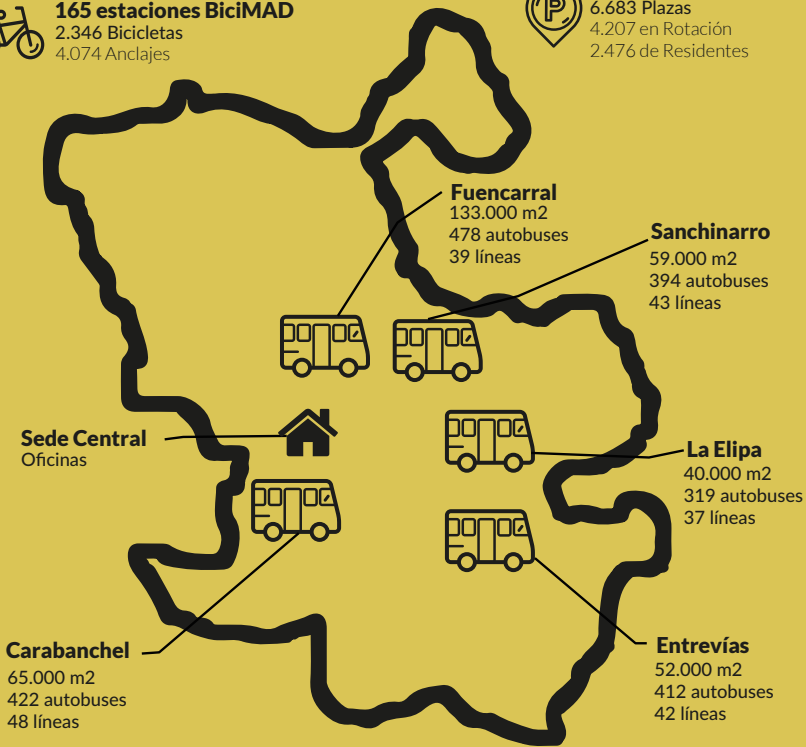 165 estaciones BiciMAD
2.346 Bicicletas
4.074 Anclajes
P
6.683 Plazas
4.207 en Rotación
2.476 de Residentes
Fuencarral
133.000 m2
478 autobuses
39 líneas
Sanchinarro
59.000 m2
394 autobuses
43 líneas
Sede Central
Oficinas
La Elipa
40.000 m2
319 autobuses
37 líneas
Carabanchel
65.000 m2
422 autobuses
48 líneas
Entrevías
52.000 m2
412 autobuses
42 líneas